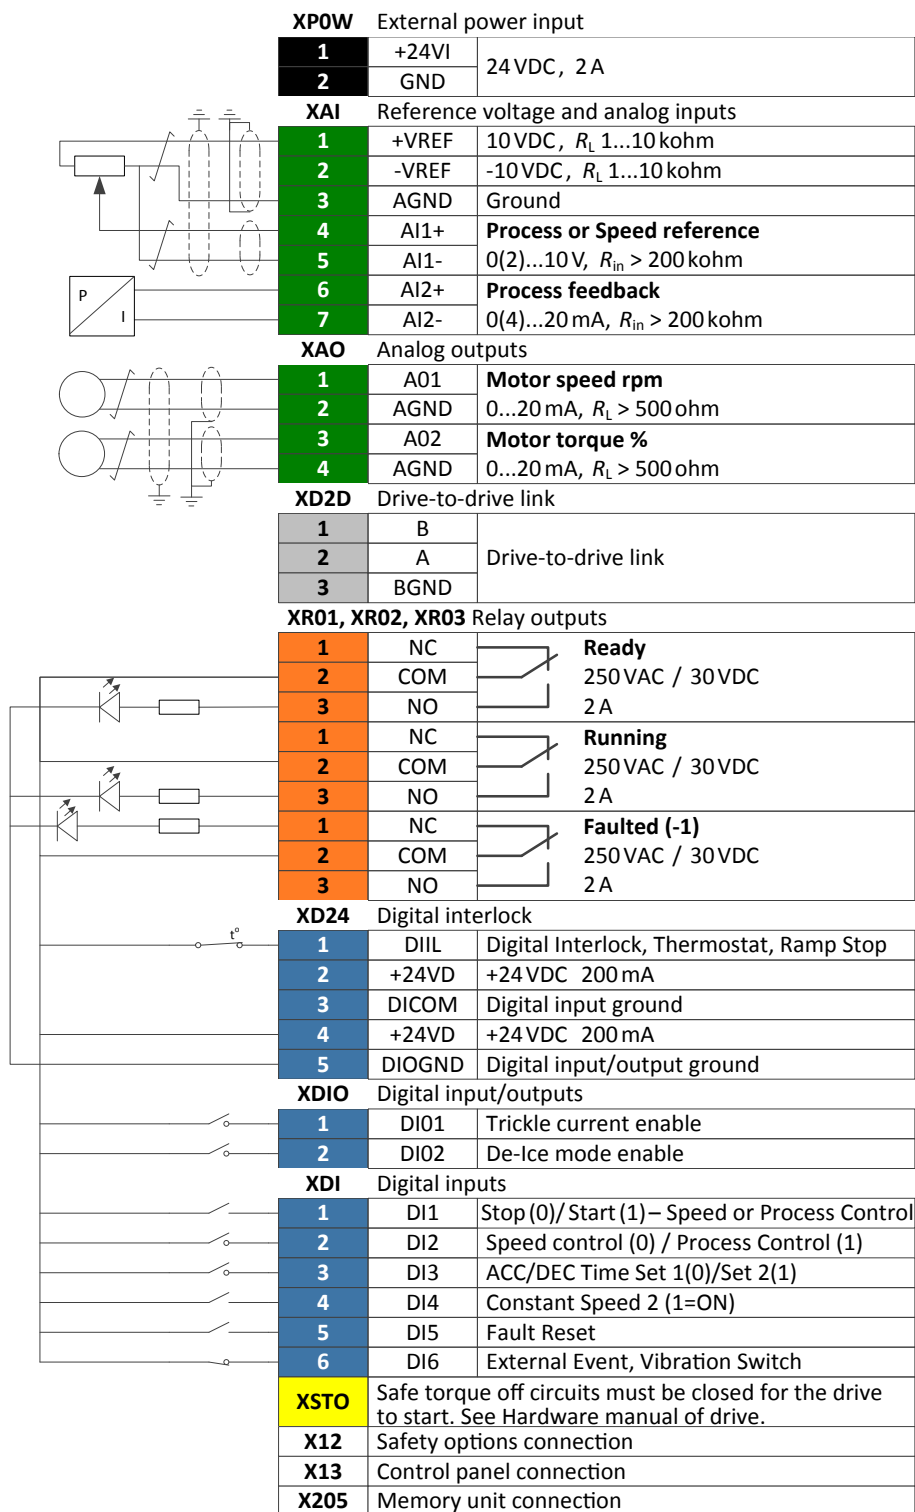 XP0W External power input
1 +24VI 24 VDC, 2 A
2 GND
XAI Reference voltage and analog inputs
1 +VREF 10 VDC, RL 1...10 kohm
2 -VREF -10 VDC, RL 1...10 kohm
3 AGND Ground
4 AI1+ Process or Speed reference
5 AI1- 0(2)...10 V, Rin > 200 kohm
P I
6 AI2+ Process feedback
7 AI2- 0(4)...20 mA, Rin > 200 kohm
XAO Analog outputs
1 A01 Motor speed rpm
2 AGND 0...20 mA, RL > 500 ohm
3 A02 Motor torque %
4 AGND 0...20 mA, RL > 500 ohm
XD2D Drive-to-drive link
1 B
2 A Drive-to-drive link
3 BGND
XR01, XR02, XR03 Relay outputs
1 NC Ready
2 COM 250 VAC / 30 VDC
3 NO 2 A
1 NC Running
2 COM 250 VAC / 30 VDC
3 NO 2 A
1 NC Faulted (-1)
2 COM 250 VAC / 30 VDC
3 NO 2 A
XD24 Digital interlock
t° 1 DIIL Digital Interlock, Thermostat, Ramp Stop
2 +24VD +24 VDC 200 mA
3 DICOM Digital input ground
4 +24VD +24 VDC 200 mA
5 DIOGND Digital input/output ground
XDIO Digital input/outputs
1 DI01 Trickle current enable
2 DI02 De-Ice mode enable
XDI Digital inputs
1 DI1 Stop (0)/ Start (1) – Speed or Process Control
2 DI2 Speed control (0) / Process Control (1)
3 DI3 ACC/DEC Time Set 1(0)/Set 2(1)
4 DI4 Constant Speed 2 (1=ON)
5 DI5 Fault Reset
6 DI6 External Event, Vibration Switch
XSTO Safe torque off circuits must be closed for the drive
to start. See Hardware manual of drive.
X12 Safety options connection
X13 Control panel connection
X205 Memory unit connection